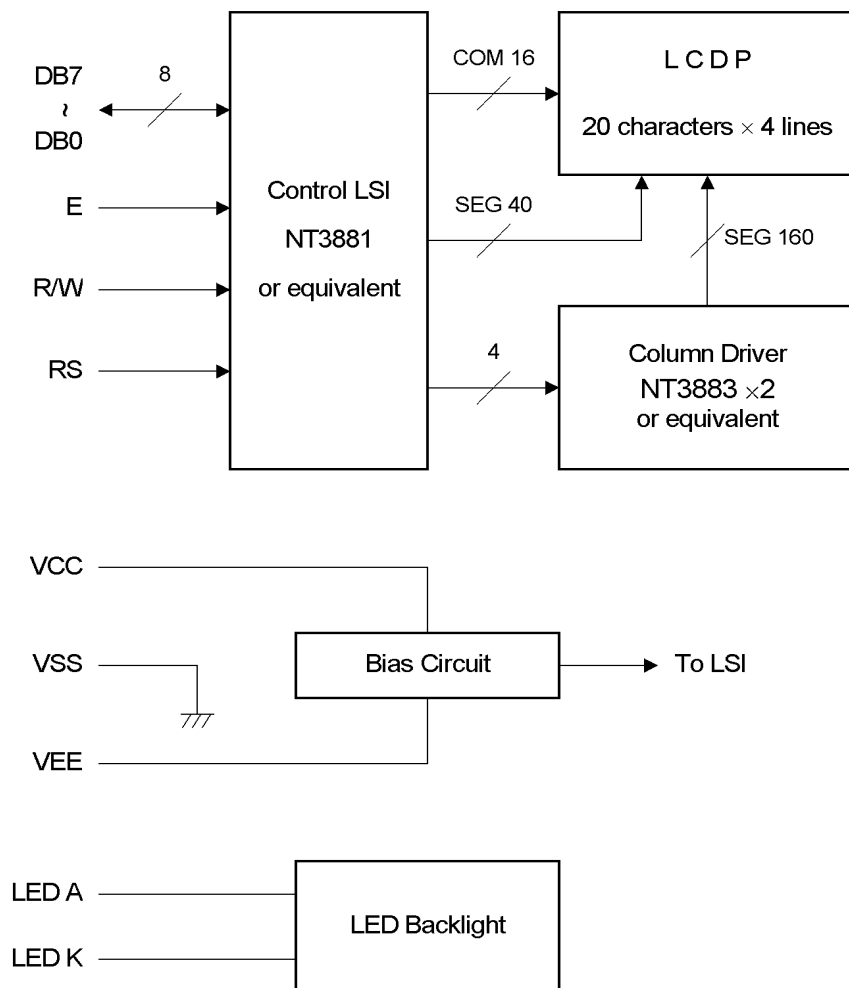 DB7
~
DB0
8
E
R/W
RS
Control LSI
NT3881
or equivalent
COM 16
SEG 40
4
L C D P
20 characters × 4 lines
SEG 160
Column Driver
NT3883 ×2
or equivalent
VCC
VSS
VEE
Bias Circuit
To LSI
LED A
LED K
LED Backlight